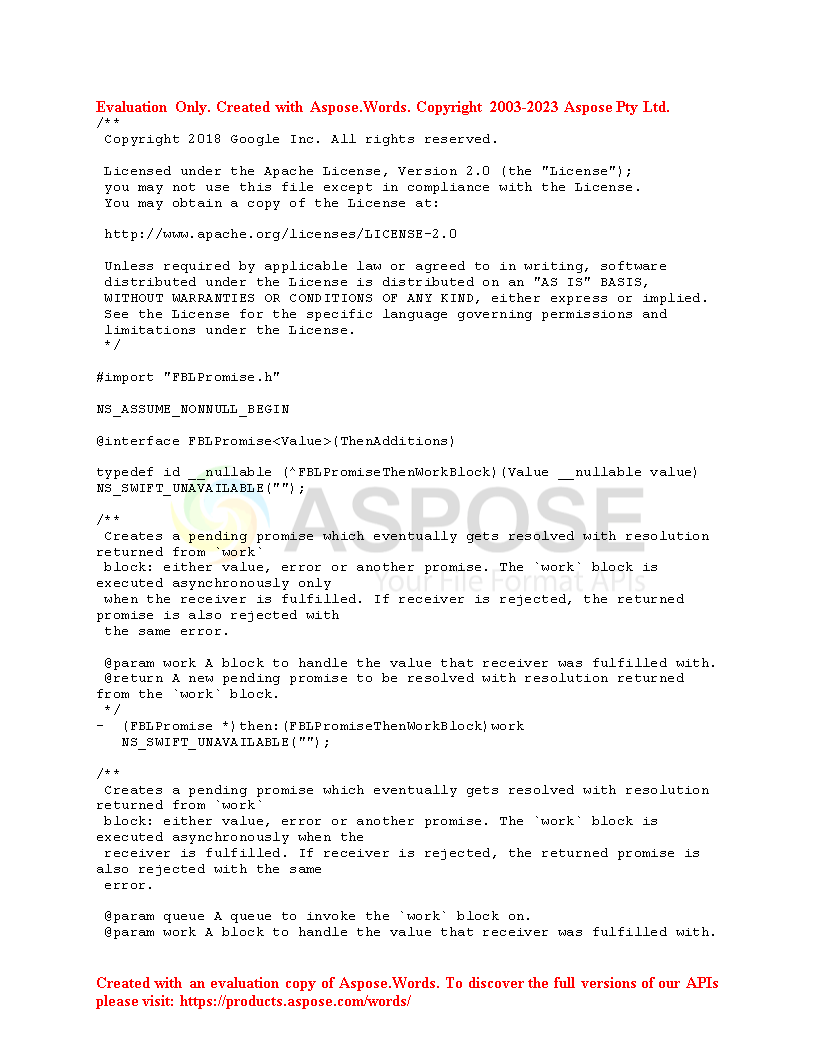 Evaluation Only. Created with Aspose.Words. Copyright 2003-2023 Aspose Pty Ltd.
/**
 Copyright 2018 Google Inc. All rights reserved.

 Licensed under the Apache License, Version 2.0 (the "License");
 you may not use this file except in compliance with the License.
 You may obtain a copy of the License at:

 http://www.apache.org/licenses/LICENSE-2.0

 Unless required by applicable law or agreed to in writing, software
 distributed under the License is distributed on an "AS IS" BASIS,
 WITHOUT WARRANTIES OR CONDITIONS OF ANY KIND, either express or implied.
 See the License for the specific language governing permissions and
 limitations under the License.
 */

#import "FBLPromise.h"

NS_ASSUME_NONNULL_BEGIN

@interface FBLPromise<Value>(ThenAdditions)

typedef id __nullable (^FBLPromiseThenWorkBlock)(Value __nullable value)
NS_SWIFT_UNAVAILABLE("");
ASPOSE

/**
 Creates a pending promise which eventually gets resolved with resolution
returned from `work`
 block: either value, error or another promise. The `work` block is
executed asynchronously only
Your File Format APIs
 when the receiver is fulfilled. If receiver is rejected, the returned
promise is also rejected with
 the same error.

 @param work A block to handle the value that receiver was fulfilled with.
 @return A new pending promise to be resolved with resolution returned
from the `work` block.
 */
- (FBLPromise *)then:(FBLPromiseThenWorkBlock)work
   NS_SWIFT_UNAVAILABLE("");

/**
 Creates a pending promise which eventually gets resolved with resolution
returned from `work`
 block: either value, error or another promise. The `work` block is
executed asynchronously when the
 receiver is fulfilled. If receiver is rejected, the returned promise is
also rejected with the same
 error.

 @param queue A queue to invoke the `work` block on.
 @param work A block to handle the value that receiver was fulfilled with.

Created with an evaluation copy of Aspose.Words. To discover the full versions of our APIs
please visit: https://products.aspose.com/words/